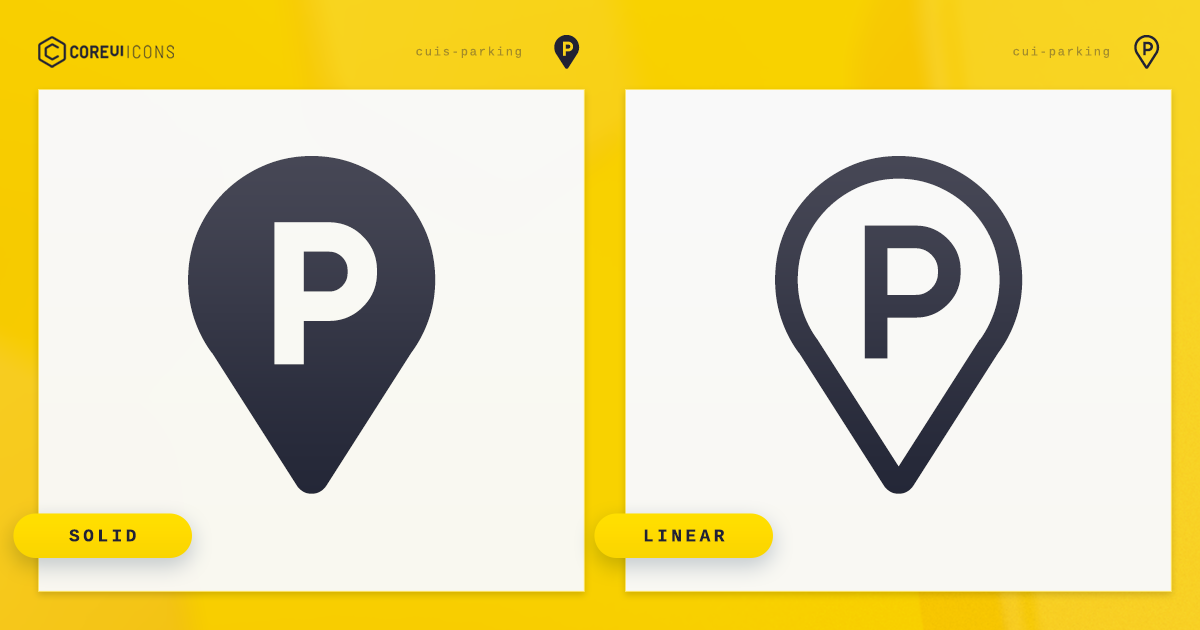 COREUI ICONS
cuis-parking
P
cui-parking
P
P
P
SOLID
LINEAR